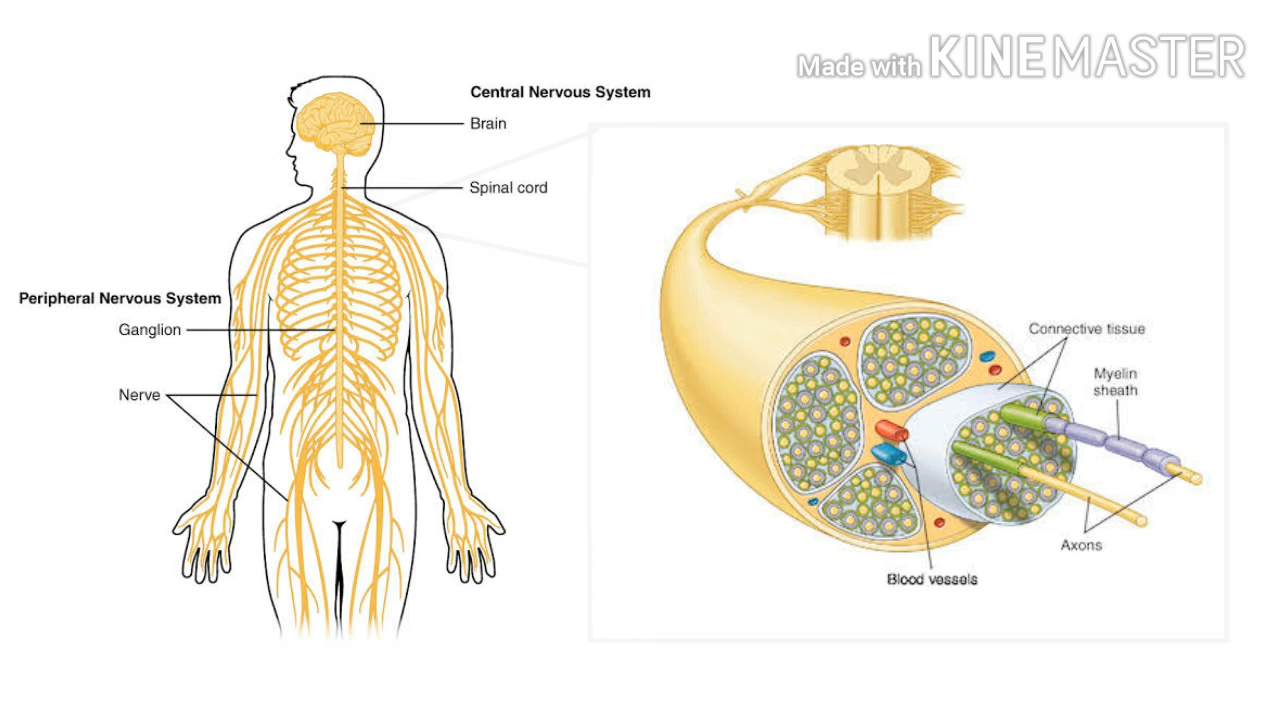 Made with KINEMASTER
Central Nervous System
Brain
Spinal cord
Peripheral Nervous System
Ganglion
Nerve
Connective tissue
Myelin
sheath
Axons
Blood vessels